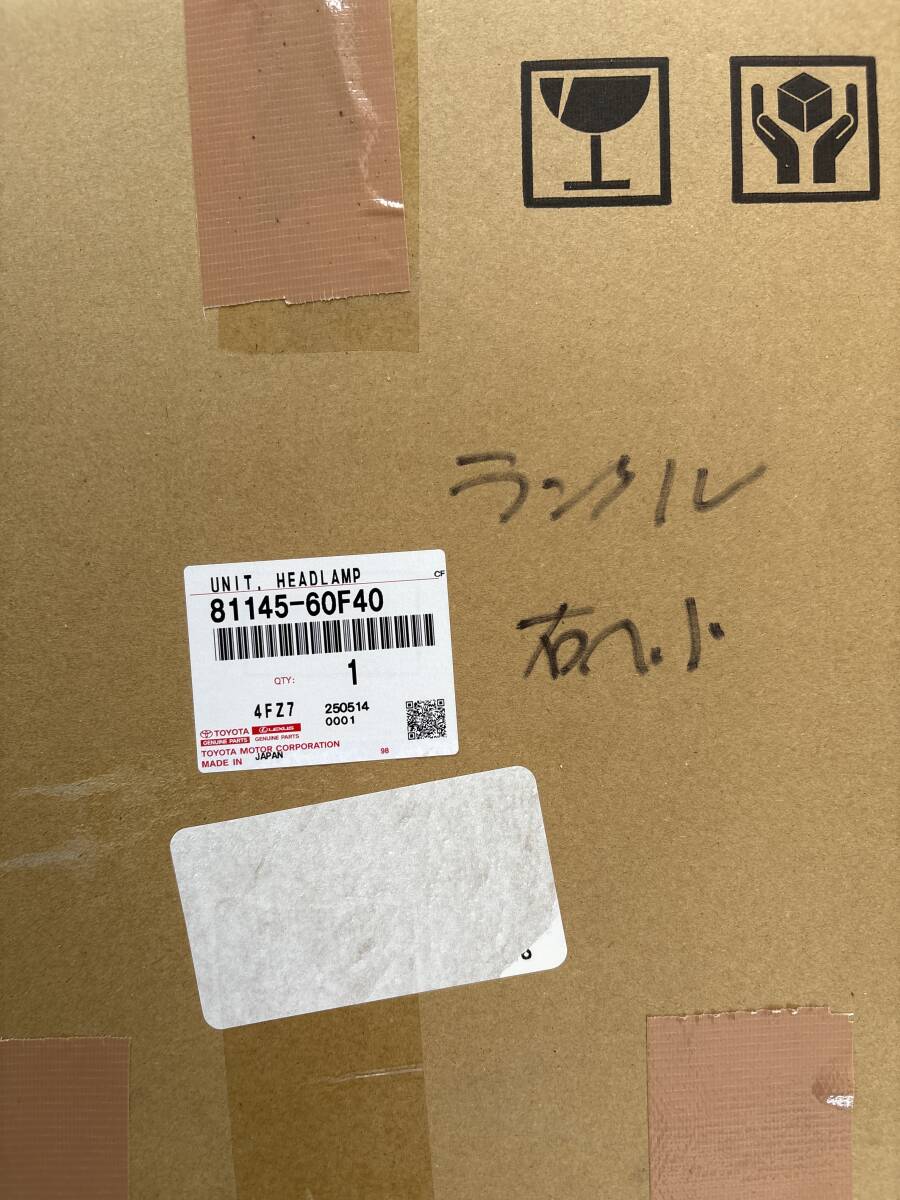 ランクル
右ヘッド
UNIT, HEADLAMP
CF
81145-60F40
QTY: 1
4FZ7 250514
0001
TOYOTA LEXUS
GENUINE PARTS GENUINE PARTS
TOYOTA MOTOR CORPORATION
MADE IN JAPAN 98